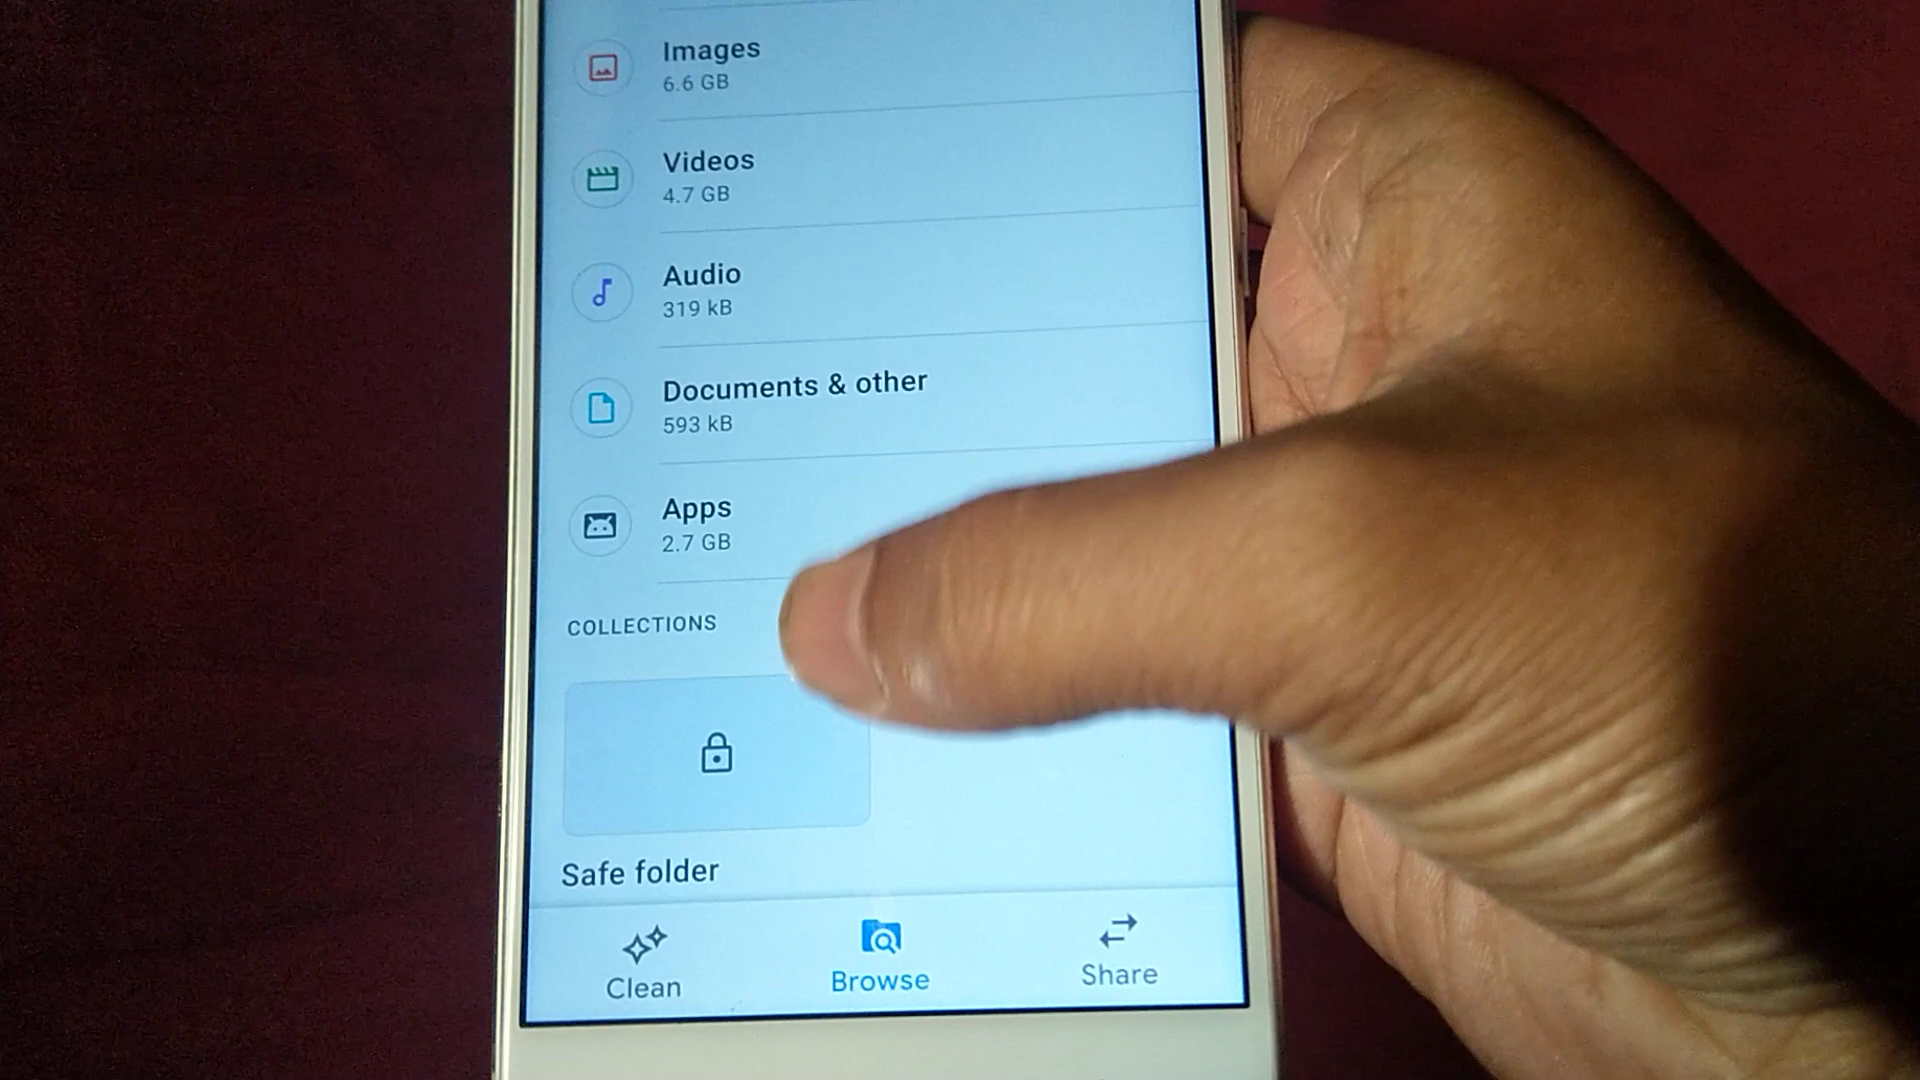 Images
6.6 GB
Videos
4.7 GB
Audio
319 kB
Documents & other
593 kB
Apps
2.7 GB
COLLECTIONS
Safe folder
Clean
Browse
Share